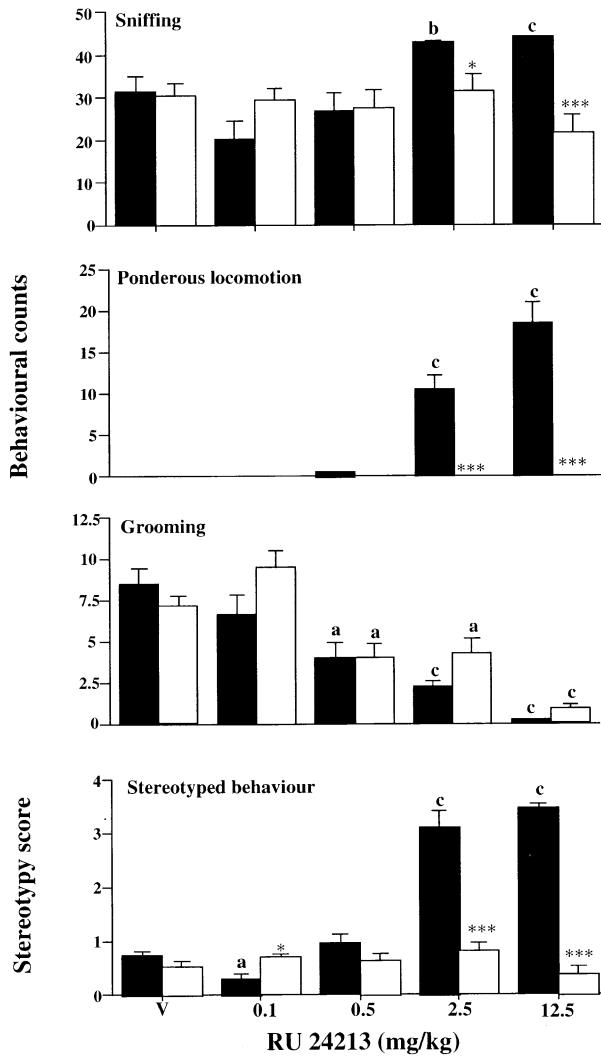 Sniffing
50
40
30
20
10
0
b
*
c
***
Behavioural counts
Ponderous locomotion
25
20
15
10
5
0
c
***
c
***
Grooming
12.5
10
7.5
5
2.5
0
a
a
c
a
c
c
Stereotypy score
Stereotyped behaviour
4
3
2
1
0
a
*
c
***
c
***
V
0.1
0.5
2.5
12.5
RU 24213 (mg/kg)